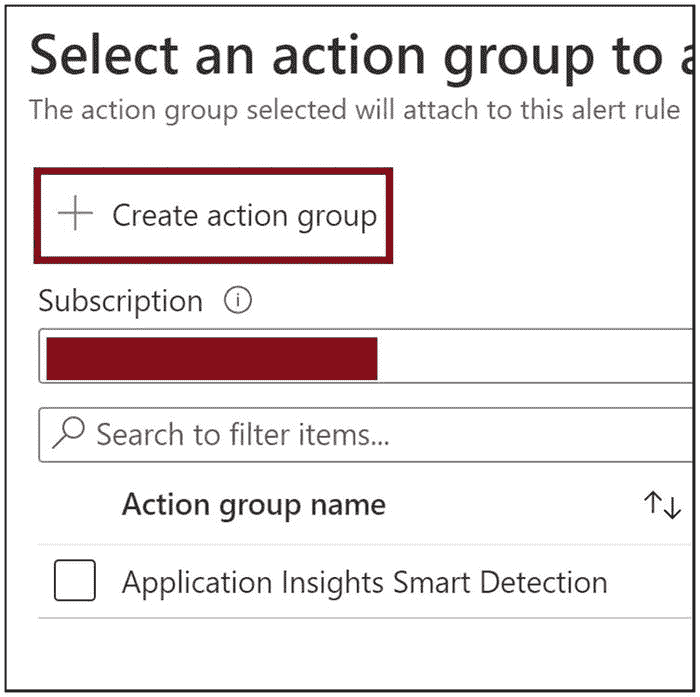 Select an action group to a
The action group selected will attach to this alert rule
Create action group
Subscription
Search to filter items...
Action group name
Application Insights Smart Detection